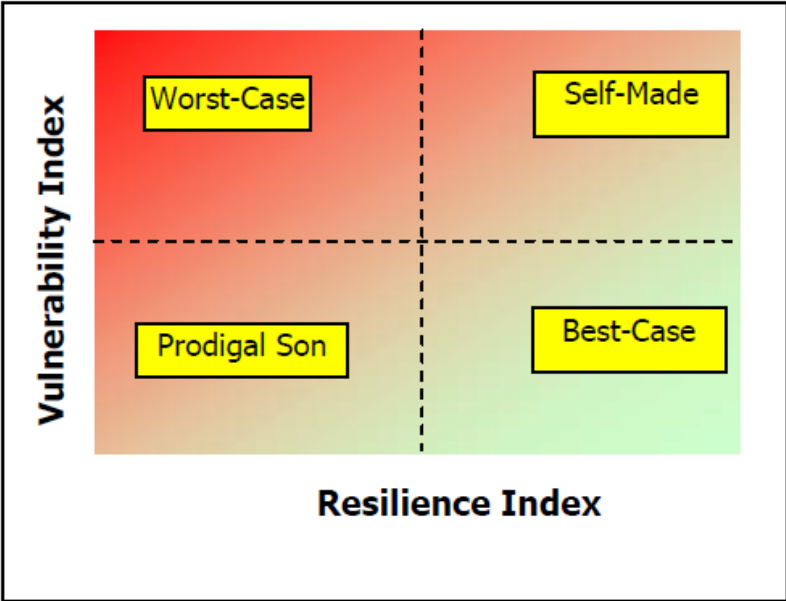 Worst-Case
Self-Made
Vulnerability Index
Prodigal Son
Best-Case
Resilience Index